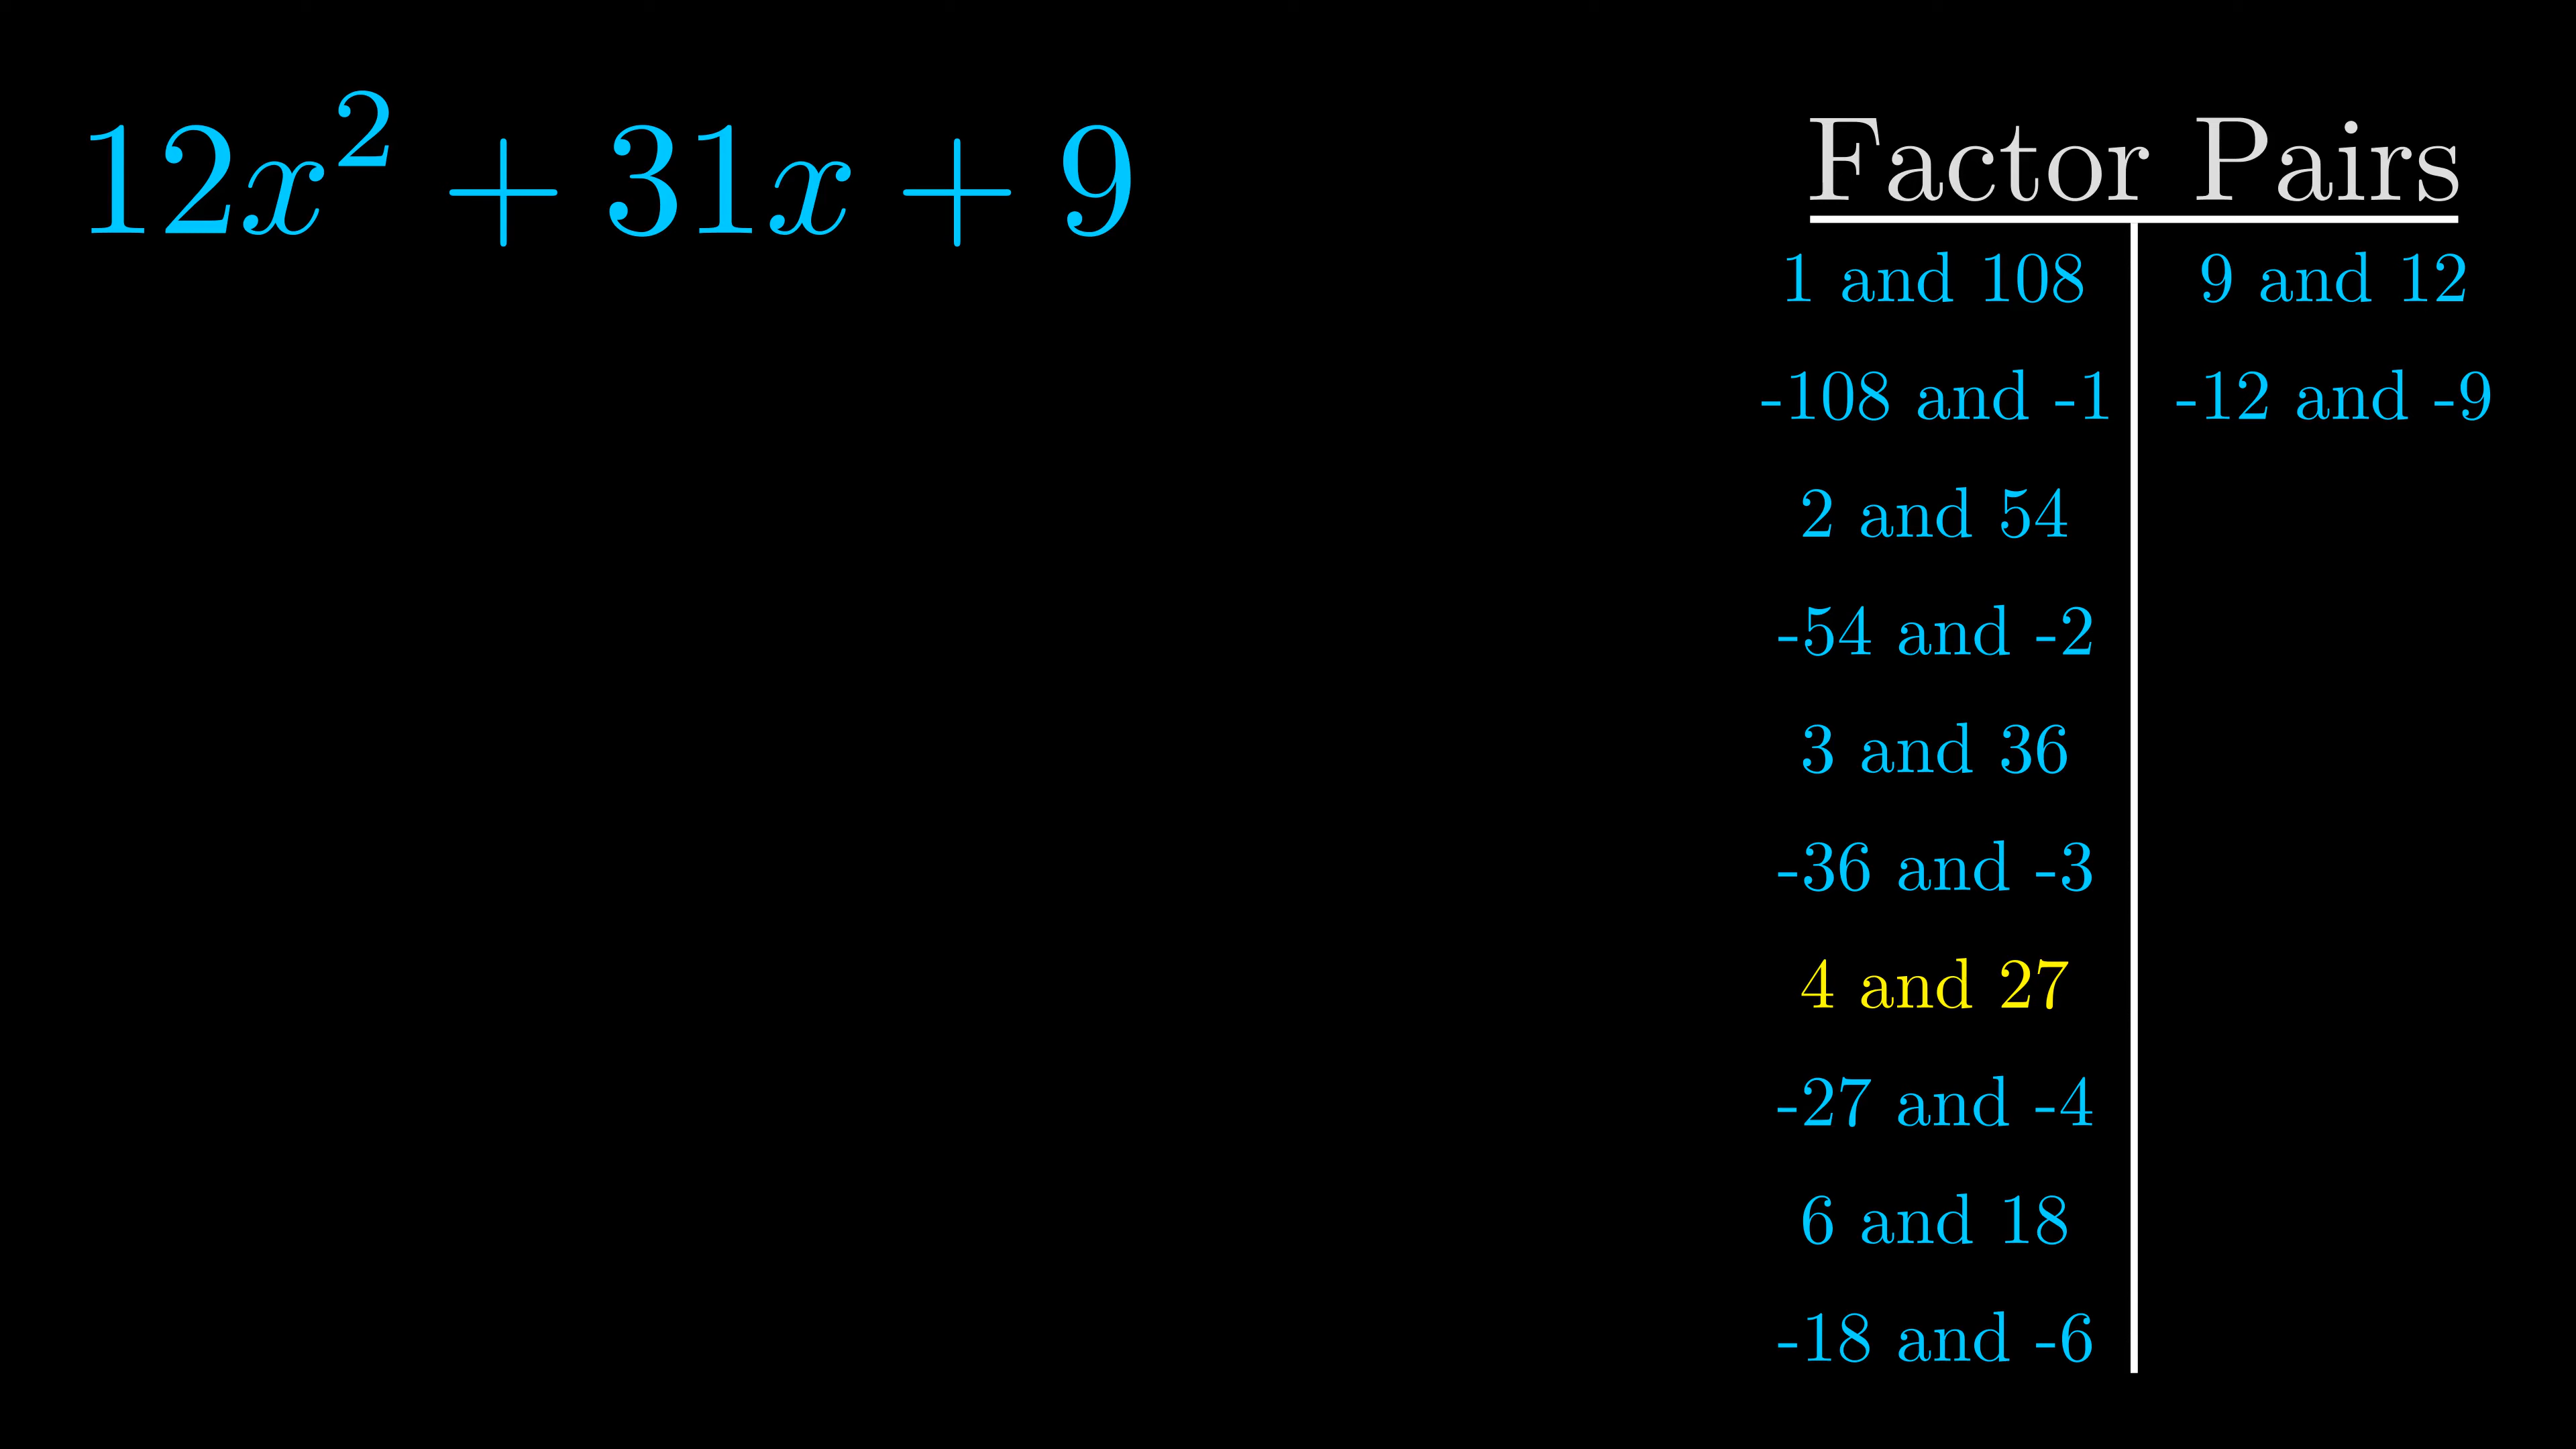 12x² + 31x + 9
Factor Pairs
1 and 108
-108 and -1
2 and 54
-54 and -2
3 and 36
-36 and -3
4 and 27
-27 and -4
6 and 18
-18 and -6
9 and 12
-12 and -9